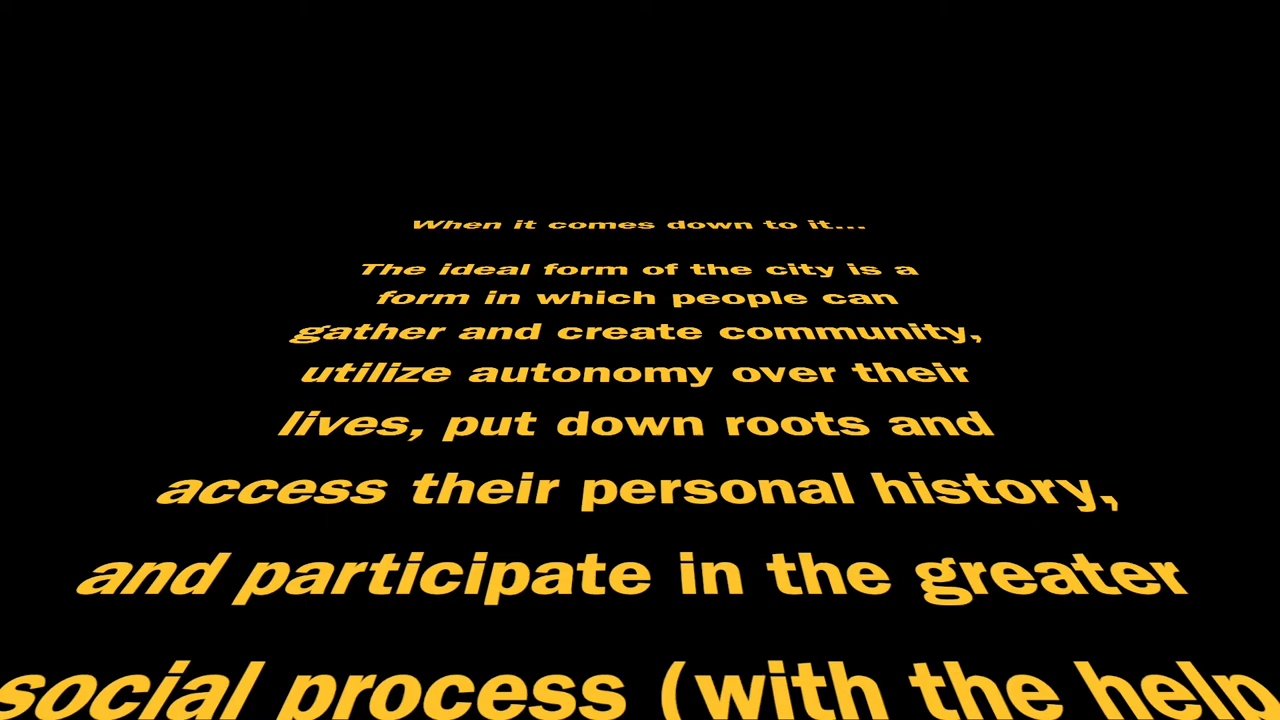 When it comes down to it...
The ideal form of the city is a
form in which people can
gather and create community,
utilize autonomy over their
lives, put down roots and
access their personal history,
and participate in the greater
social process (with the help